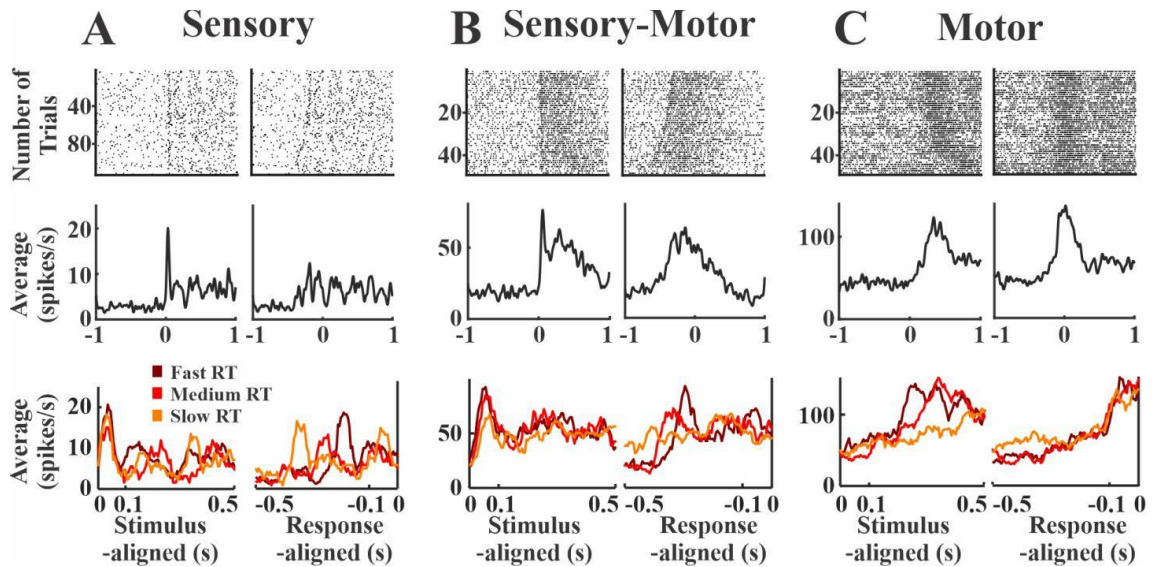 A Sensory
B Sensory-Motor
C Motor
Number of
Trials
40
80
20
40
20
40
Average
(spikes/s)
20
10
0
-1 0 1
-1 0 1
50
0
-1 0 1
-1 0 1
100
0
-1 0 1
-1 0 1
Fast RT
Medium RT
Slow RT
Average
(spikes/s)
20
10
0
0 0.1 0.5
-0.5 -0.1 0
50
0
0 0.1 0.5
-0.5 -0.1 0
100
0
0 0.1 0.5
-0.5 -0.1 0
Stimulus
-aligned (s)
Response
-aligned (s)
Stimulus
-aligned (s)
Response
-aligned (s)
Stimulus
-aligned (s)
Response
-aligned (s)